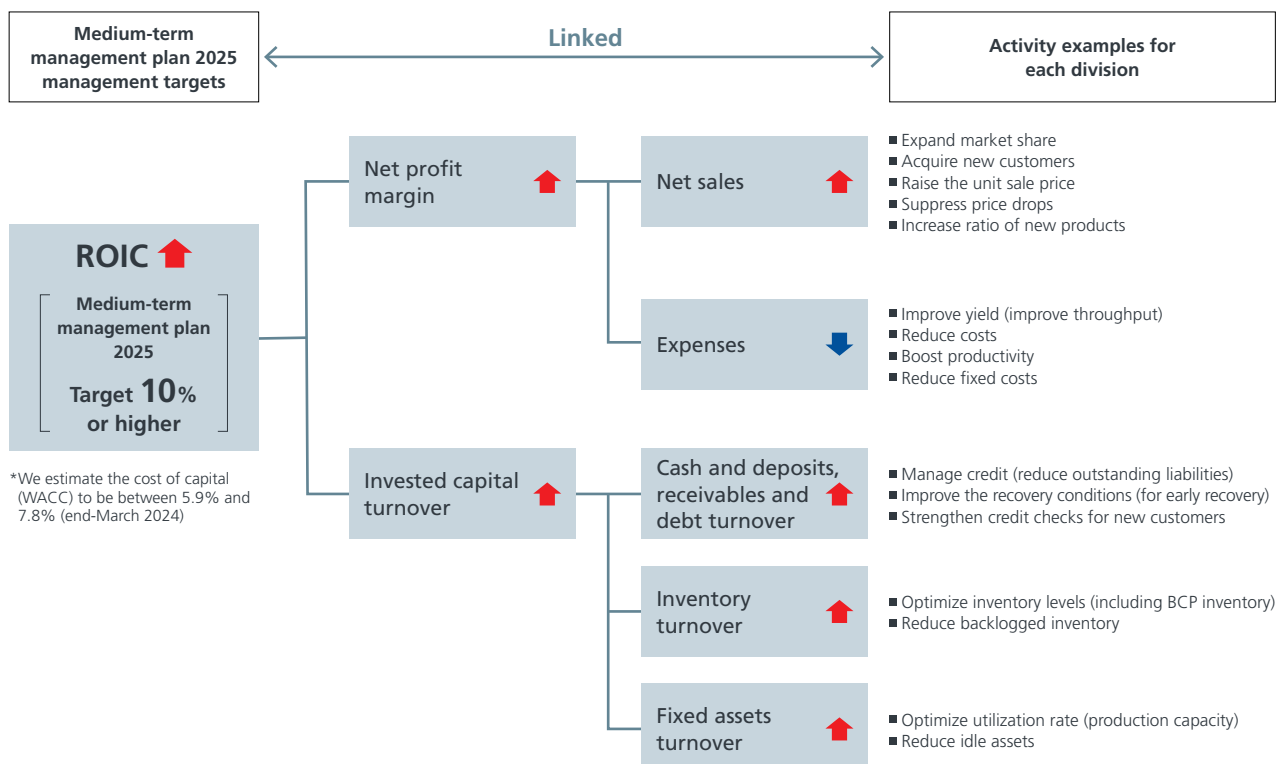 Medium-term
management plan 2025
management targets
Linked
Activity examples for
each division
ROIC
Medium-term
management plan
2025
Target 10%
or higher
*We estimate the cost of capital
(WACC) to be between 5.9% and
7.8% (end-March 2024)
Net profit
margin
Net sales
■ Expand market share
■ Acquire new customers
■ Raise the unit sale price
■ Suppress price drops
■ Increase ratio of new products
Expenses
■ Improve yield (improve throughput)
■ Reduce costs
■ Boost productivity
■ Reduce fixed costs
Invested capital
turnover
Cash and deposits,
receivables and
debt turnover
■ Manage credit (reduce outstanding liabilities)
■ Improve the recovery conditions (for early recovery)
■ Strengthen credit checks for new customers
Inventory
turnover
■ Optimize inventory levels (including BCP inventory)
■ Reduce backlogged inventory
Fixed assets
turnover
■ Optimize utilization rate (production capacity)
■ Reduce idle assets